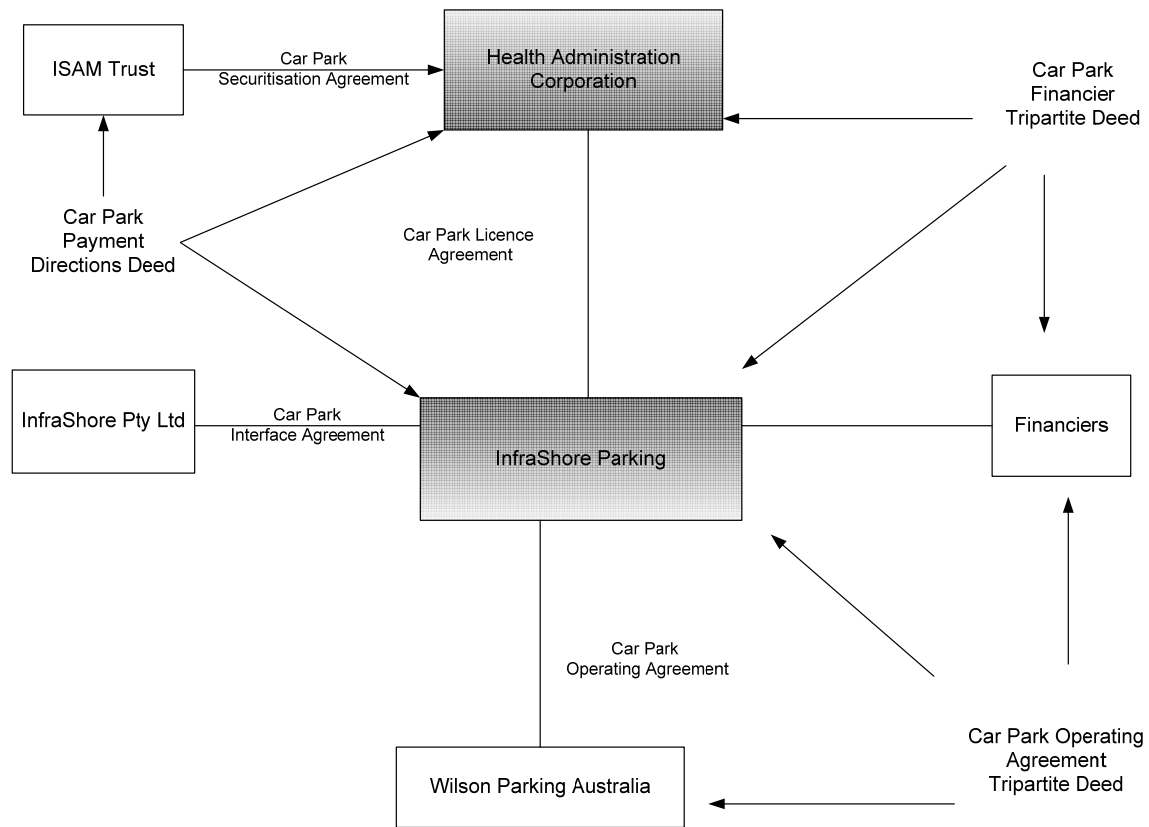 ISAM Trust
Car Park
Securitisation Agreement
Health Administration
Corporation
Car Park
Financier
Tripartite Deed
Car Park
Payment
Directions Deed
Car Park Licence
Agreement
InfraShore Pty Ltd
Car Park
Interface Agreement
InfraShore Parking
Financiers
Car Park
Operating Agreement
Wilson Parking Australia
Car Park Operating
Agreement
Tripartite Deed